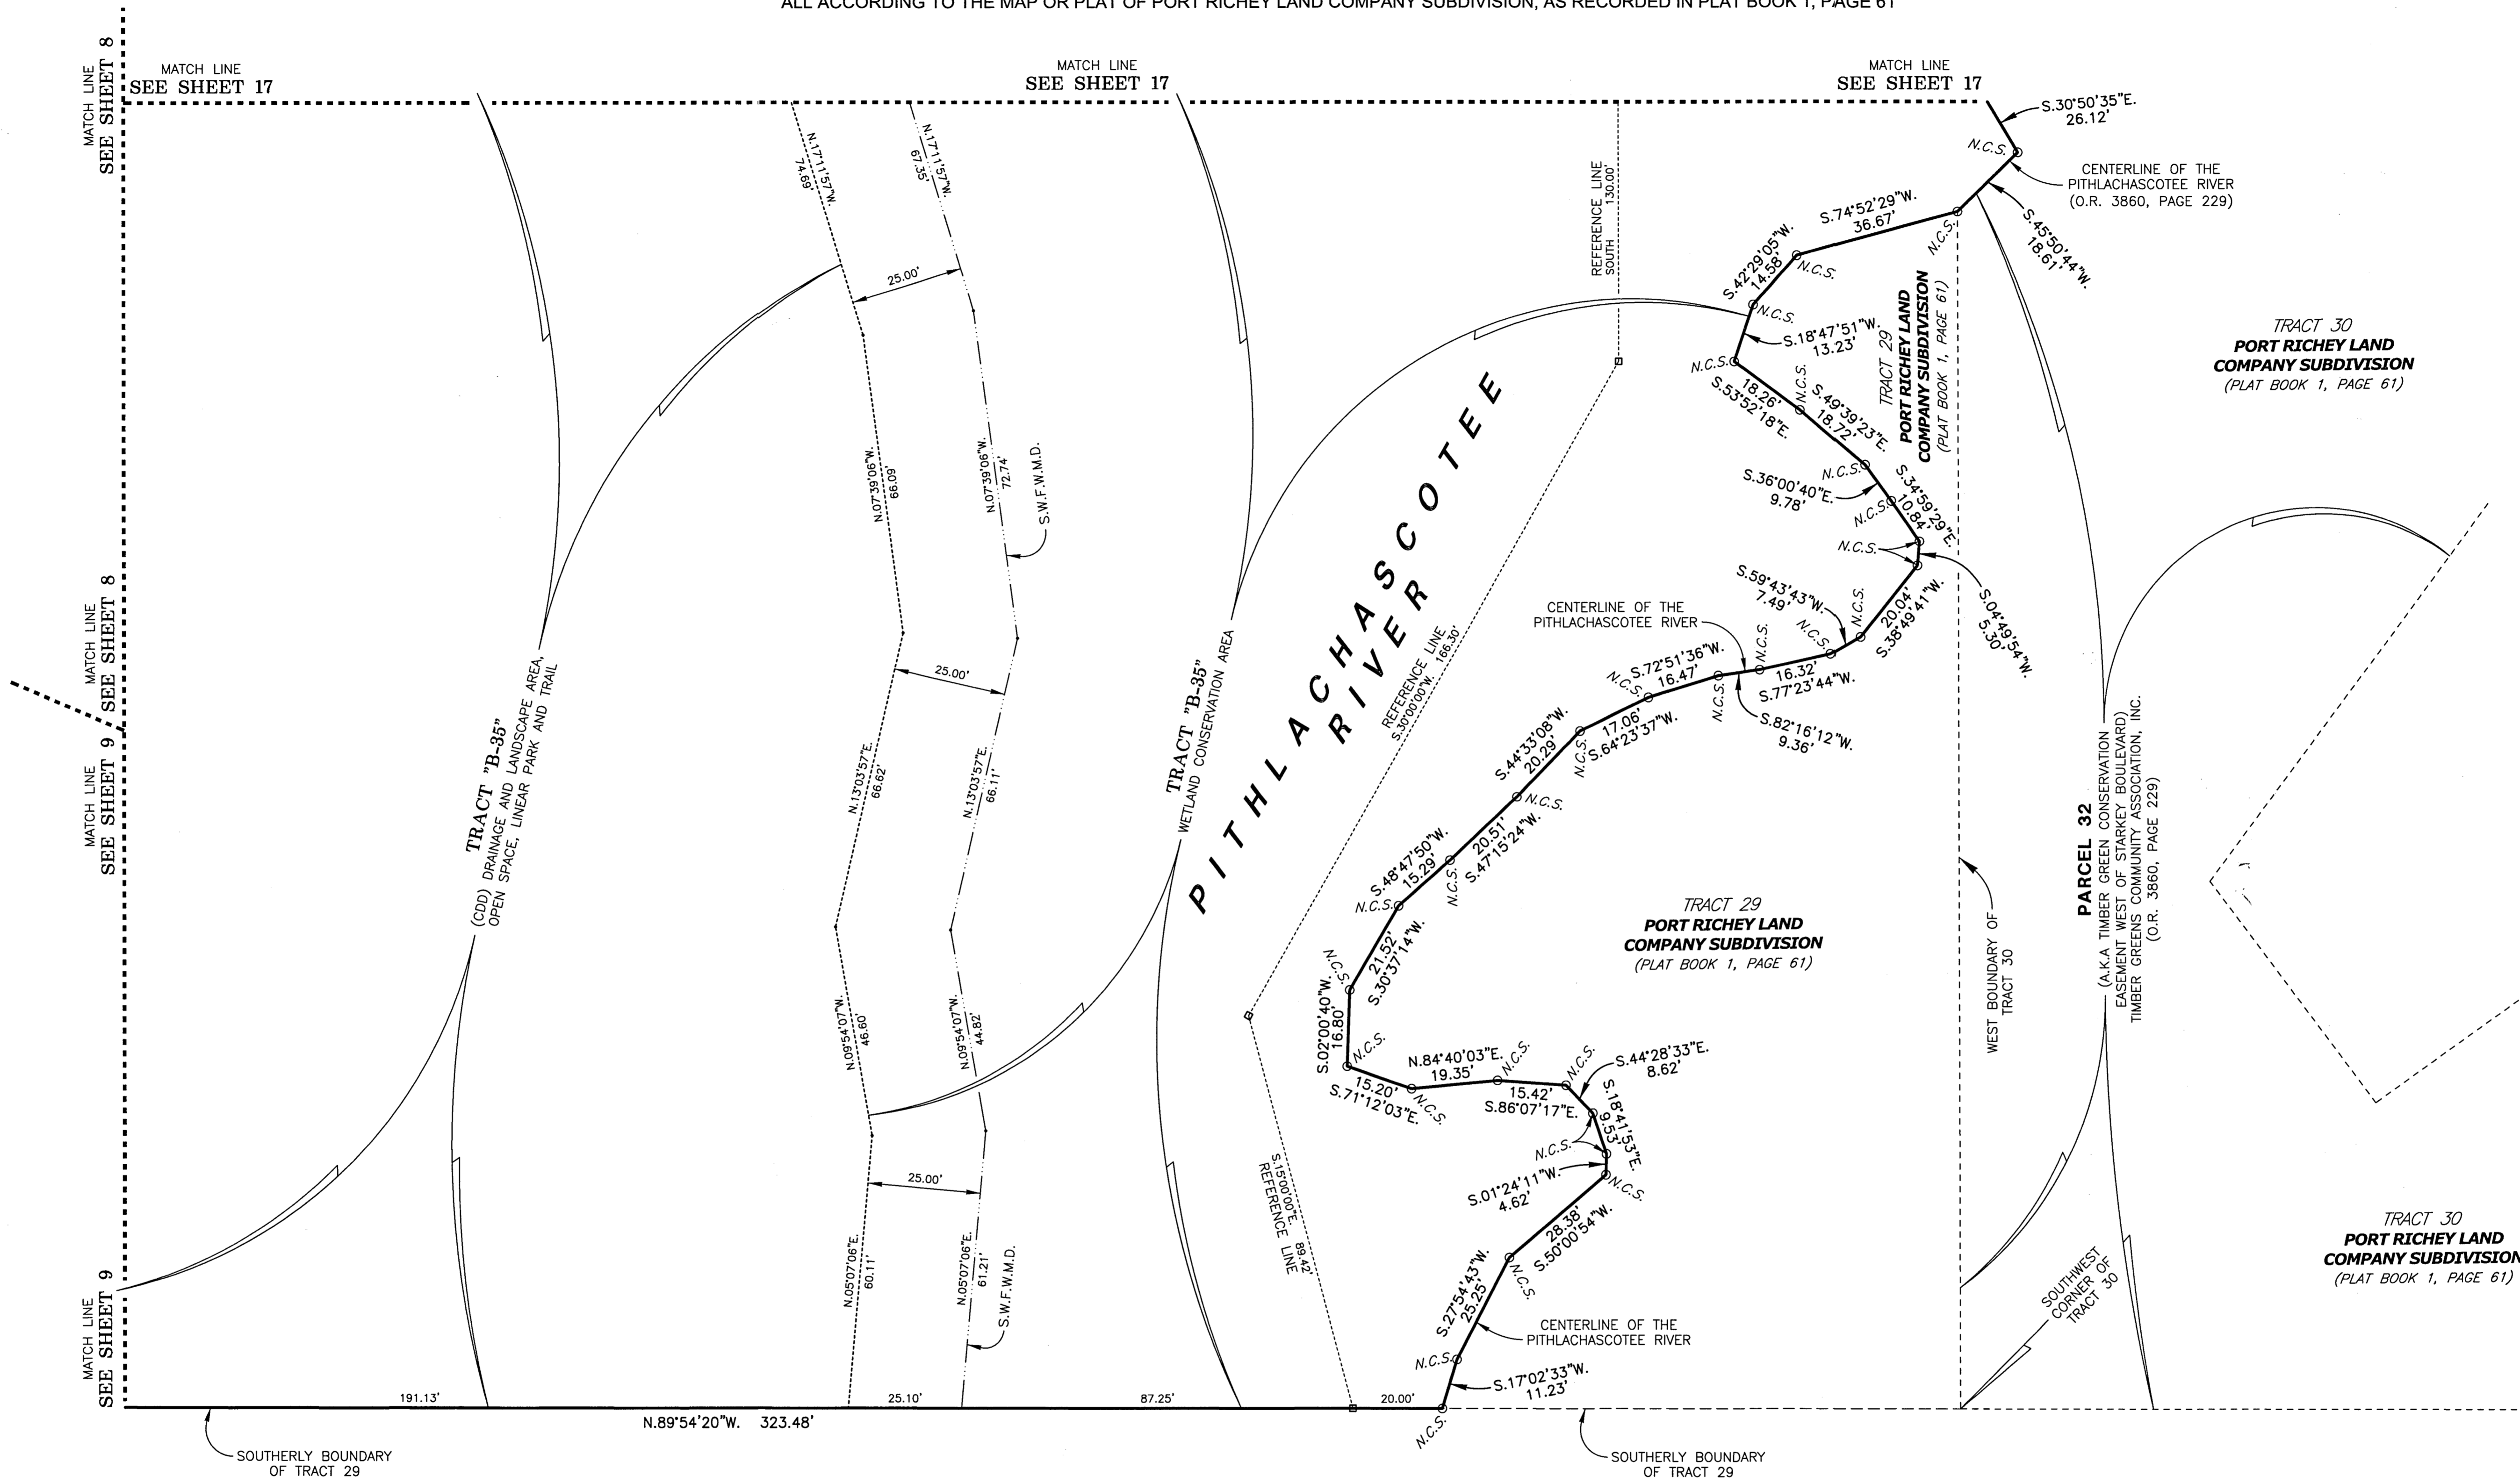 ALL ACCORDING TO THE MAP OR PLAT OF PORT RICHEY LAND COMPANY SUBDIVISION, AS RECORDED IN PLAT BOOK 1, PAGE 61
MATCH LINE
SEE SHEET 8
MATCH LINE
SEE SHEET 17
MATCH LINE
SEE SHEET 17
MATCH LINE
SEE SHEET 17
S.30°50'35"E.
26.12'
N.C.S.
CENTERLINE OF THE
PITHLACHASCOTEE RIVER
(O.R. 3860, PAGE 229)
S.45°50'44"W.
18.61'
N.17°11'57"W.
74.69'
N.17°11'57"W.
67.35'
REFERENCE LINE
SOUTH 130.00'
S.74°52'29"W.
36.67'
N.C.S.
S.42°29'05"W.
14.58'
N.C.S.
25.00'
N.C.S.
S.18°47'51"W.
13.23'
N.C.S.
TRACT 29
PORT RICHEY LAND
COMPANY SUBDIVISION
(PLAT BOOK 1, PAGE 61)
TRACT 30
PORT RICHEY LAND
COMPANY SUBDIVISION
(PLAT BOOK 1, PAGE 61)
18.26'
S.53°52'18"E.
N.C.S.
S.49°39'23"E.
18.72'
N.C.S.
S.36°00'40"E.
9.78'
N.C.S.
S.34°59'29"E.
10.84'
N.C.S.
S.04°49'54"W.
5.30'
N.07°39'06"W.
66.09'
N.07°39'06"W.
72.74'
S.W.F.W.M.D.
PITHLACHASCOTEE
RIVER
REFERENCE LINE
S.30°00'00"W. 166.30'
20.04'
S.38°49'41"W.
N.C.S.
S.59°43'43"W.
7.49'
N.C.S.
CENTERLINE OF THE
PITHLACHASCOTEE RIVER
N.C.S.
16.32'
S.77°23'44"W.
S.82°16'12"W.
9.36'
N.C.S.
S.72°51'36"W.
16.47'
N.C.S.
17.06'
S.64°23'37"W.
N.C.S.
S.44°33'08"W.
20.29'
N.C.S.
20.51'
S.47°15'24"W.
N.C.S.
S.48°47'50"W.
15.29'
N.C.S.
21.52'
S.30°37'14"W.
N.C.S.
S.02°00'40"W.
16.80'
N.C.S.
MATCH LINE
SEE SHEET 8
MATCH LINE
SEE SHEET 9
TRACT "B-35"
(CDD) DRAINAGE AND LANDSCAPE AREA,
OPEN SPACE, LINEAR PARK AND TRAIL
25.00'
N.13°03'57"E.
66.62'
N.13°03'57"E.
66.11'
TRACT "B-35"
WETLAND CONSERVATION AREA
TRACT 29
PORT RICHEY LAND
COMPANY SUBDIVISION
(PLAT BOOK 1, PAGE 61)
WEST BOUNDARY OF
TRACT 30
PARCEL 32
(A.K.A TIMBER GREEN CONSERVATION
EASEMENT WEST OF STARKEY BOULEVARD)
TIMBER GREENS COMMUNITY ASSOCIATION, INC.
(O.R. 3860, PAGE 229)
N.09°54'07"W.
46.60'
N.09°54'07"W.
44.82'
15.20'
S.71°12'03"E.
N.C.S.
N.84°40'03"E.
19.35'
N.C.S.
15.42'
S.86°07'17"E.
N.C.S.
S.44°28'33"E.
8.62'
S.18°41'53"E.
9.53'
N.C.S.
S.01°24'11"W.
4.62'
N.C.S.
28.38'
S.50°00'54"W.
N.C.S.
S.27°54'43"W.
25.25'
25.00'
S.15°00'00"E. 89.42'
REFERENCE LINE
N.05°07'06"E.
60.11'
N.05°07'06"E.
61.21'
S.W.F.W.M.D.
CENTERLINE OF THE
PITHLACHASCOTEE RIVER
N.C.S.
S.17°02'33"W.
11.23'
SOUTHWEST
CORNER OF
TRACT 30
TRACT 30
PORT RICHEY LAND
COMPANY SUBDIVISION
(PLAT BOOK 1, PAGE 61)
MATCH LINE
SEE SHEET 9
191.13'
25.10'
87.25'
20.00'
N.89°54'20"W. 323.48'
N.C.S.
SOUTHERLY BOUNDARY
OF TRACT 29
SOUTHERLY BOUNDARY
OF TRACT 29